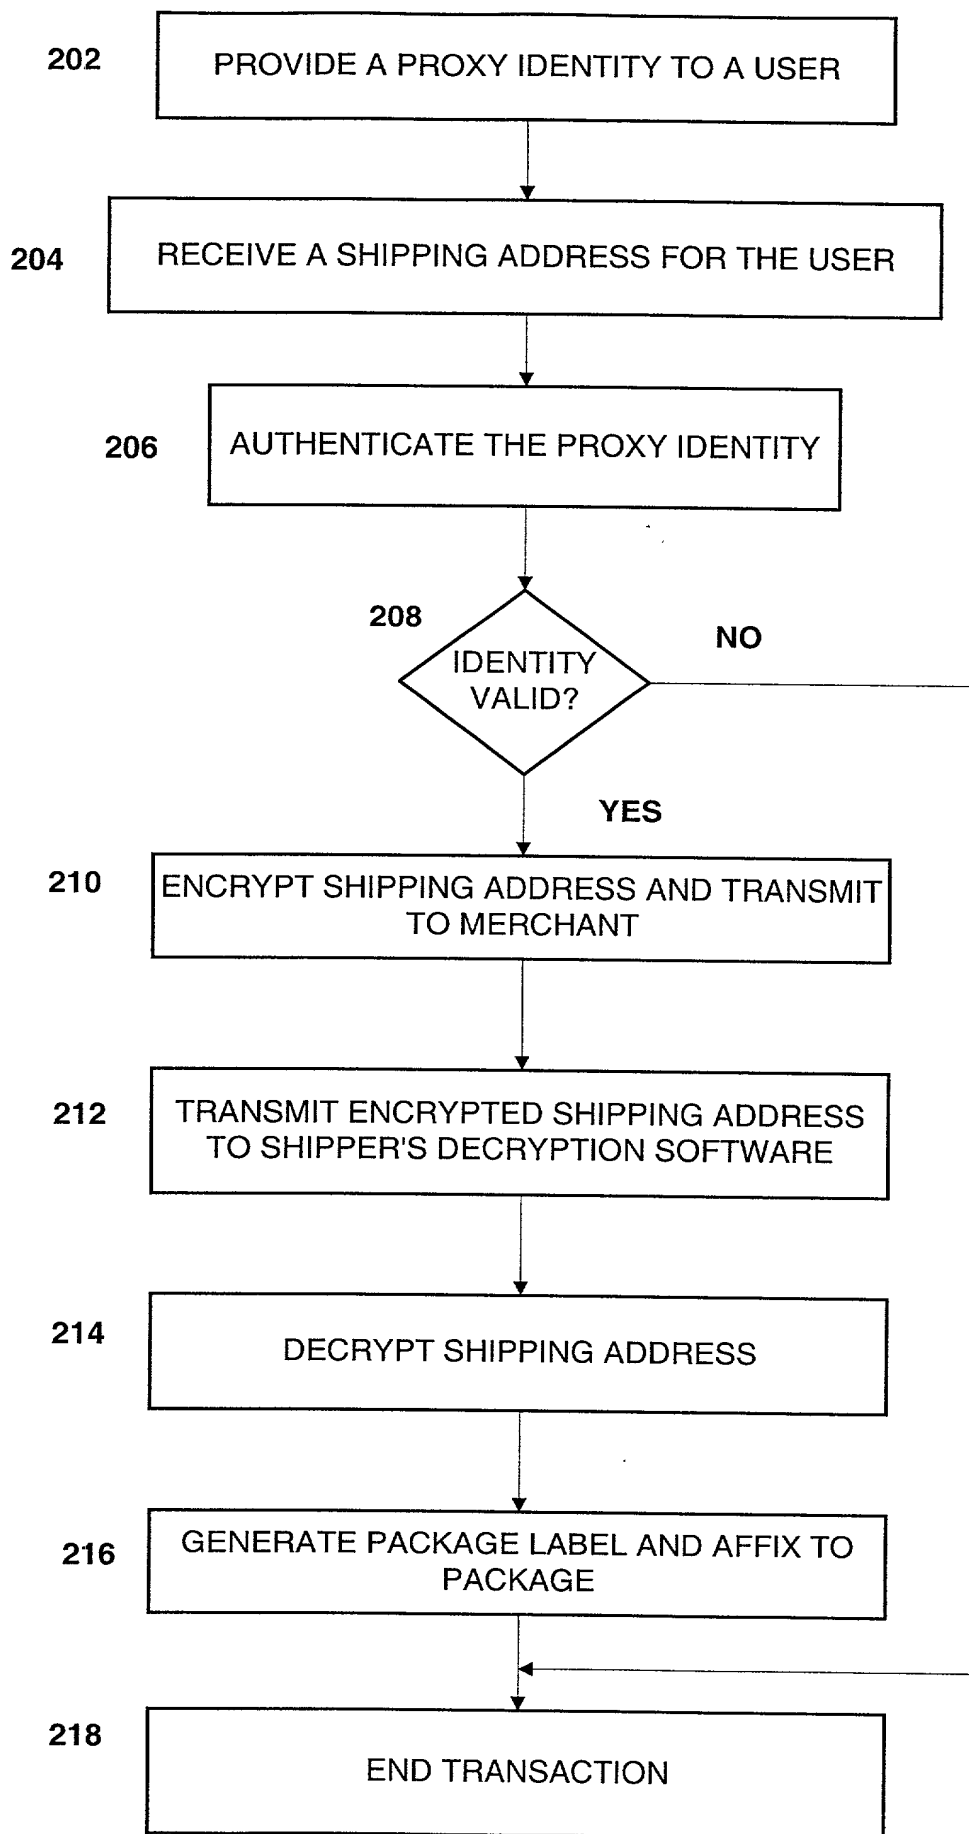 202
PROVIDE A PROXY IDENTITY TO A USER
204
RECEIVE A SHIPPING ADDRESS FOR THE USER
206
AUTHENTICATE THE PROXY IDENTITY
208
IDENTITY
VALID?
NO
YES
210
ENCRYPT SHIPPING ADDRESS AND TRANSMIT
TO MERCHANT
212
TRANSMIT ENCRYPTED SHIPPING ADDRESS
TO SHIPPER'S DECRYPTION SOFTWARE
214
DECRYPT SHIPPING ADDRESS
216
GENERATE PACKAGE LABEL AND AFFIX TO
PACKAGE
218
END TRANSACTION